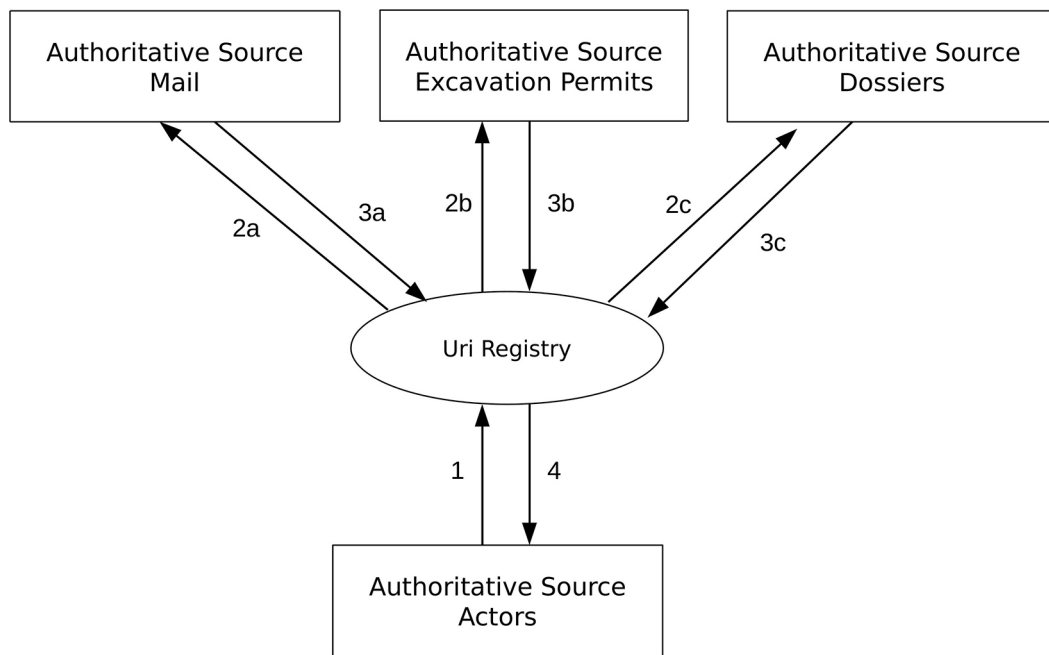 Authoritative Source
Mail
Authoritative Source
Excavation Permits
Authoritative Source
Dossiers
2a
3a
2b
3b
2c
3c
Uri Registry
1
4
Authoritative Source
Actors